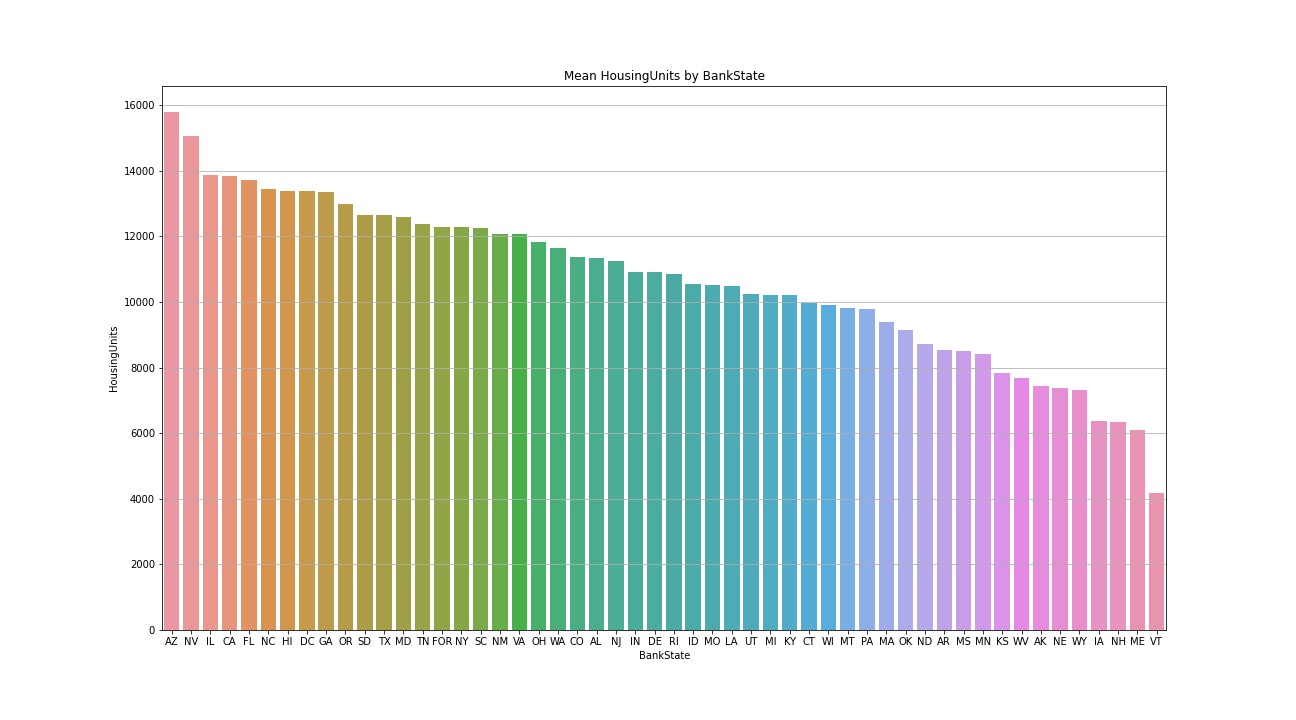 Mean HousingUnits by BankState
HousingUnits
16000
14000
12000
10000
8000
6000
4000
2000
0
AZ NV IL CA FL NC HI DC GA OR SD TX MD TN FOR NY SC NM VA OH WA CO AL NJ IN DE RI ID MO LA UT MI KY CT WI MT PA MA OK ND AR MS MN KS WV AK NE WY IA NH ME VT
BankState